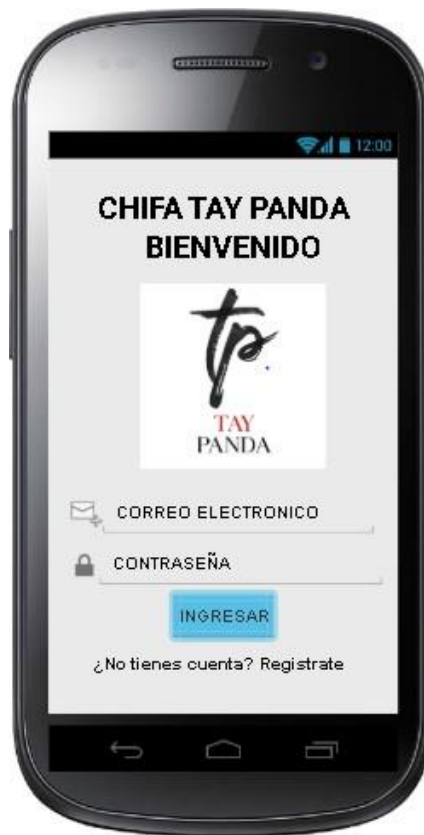 12:00
CHIFA TAY PANDA
BIENVENIDO
tp.
TAY
PANDA
CORREO ELECTRONICO
CONTRASEÑA
INGRESAR
¿No tienes cuenta? Registrate